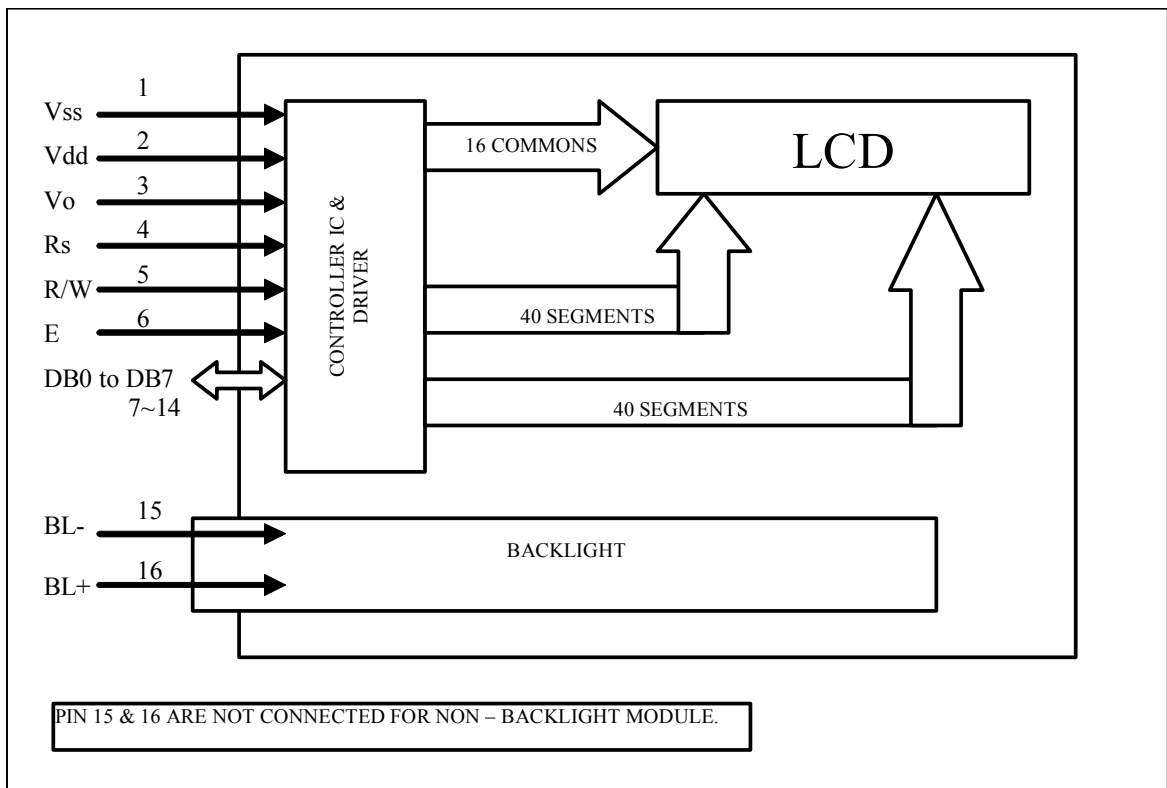 1
Vss
2
Vdd
3
Vo
4
Rs
5
R/W
6
E
DB0 to DB7
7~14
CONTROLLER IC &
DRIVER
16 COMMONS
LCD
40 SEGMENTS
40 SEGMENTS
15
BL-
16
BL+
BACKLIGHT
PIN 15 & 16 ARE NOT CONNECTED FOR NON – BACKLIGHT MODULE.